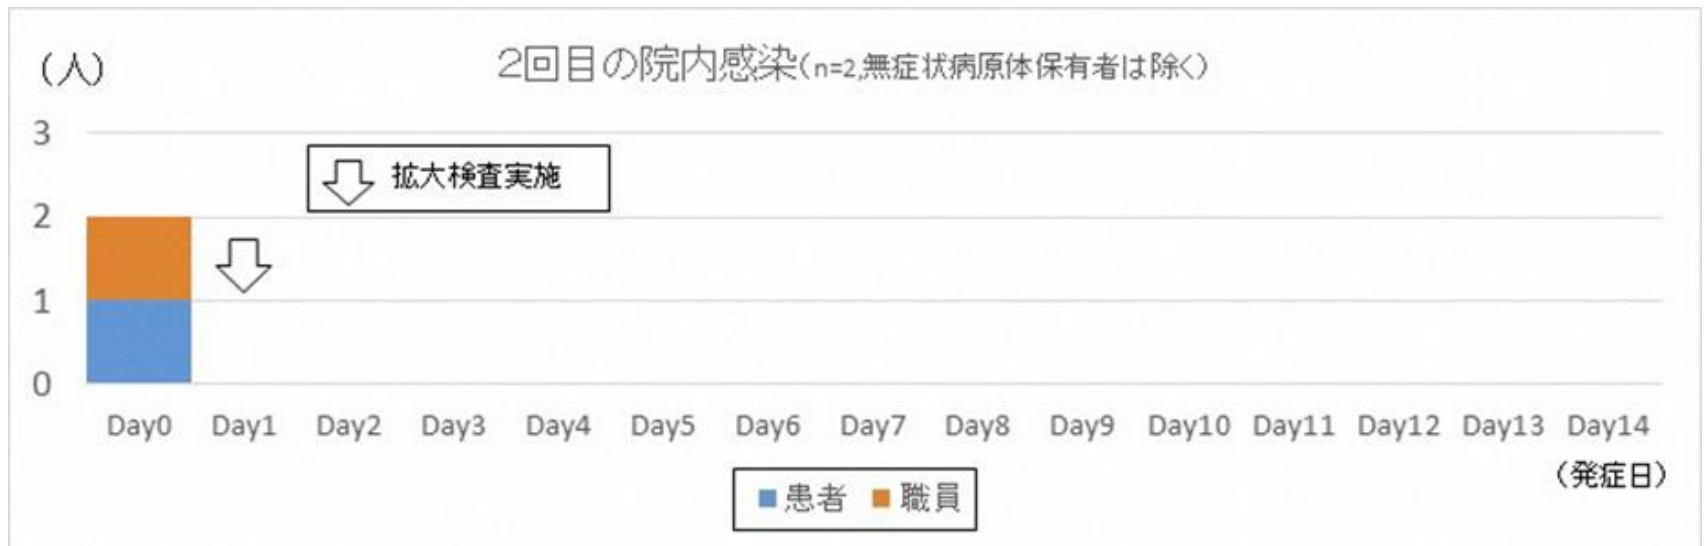 (人)
2回目の院内感染(n=2,無症状病原体保有者は除く)
3
拡大検査実施
2
1
0
Day0 Day1 Day2 Day3 Day4 Day5 Day6 Day7 Day8 Day9 Day10 Day11 Day12 Day13 Day14
(発症日)
患者 職員